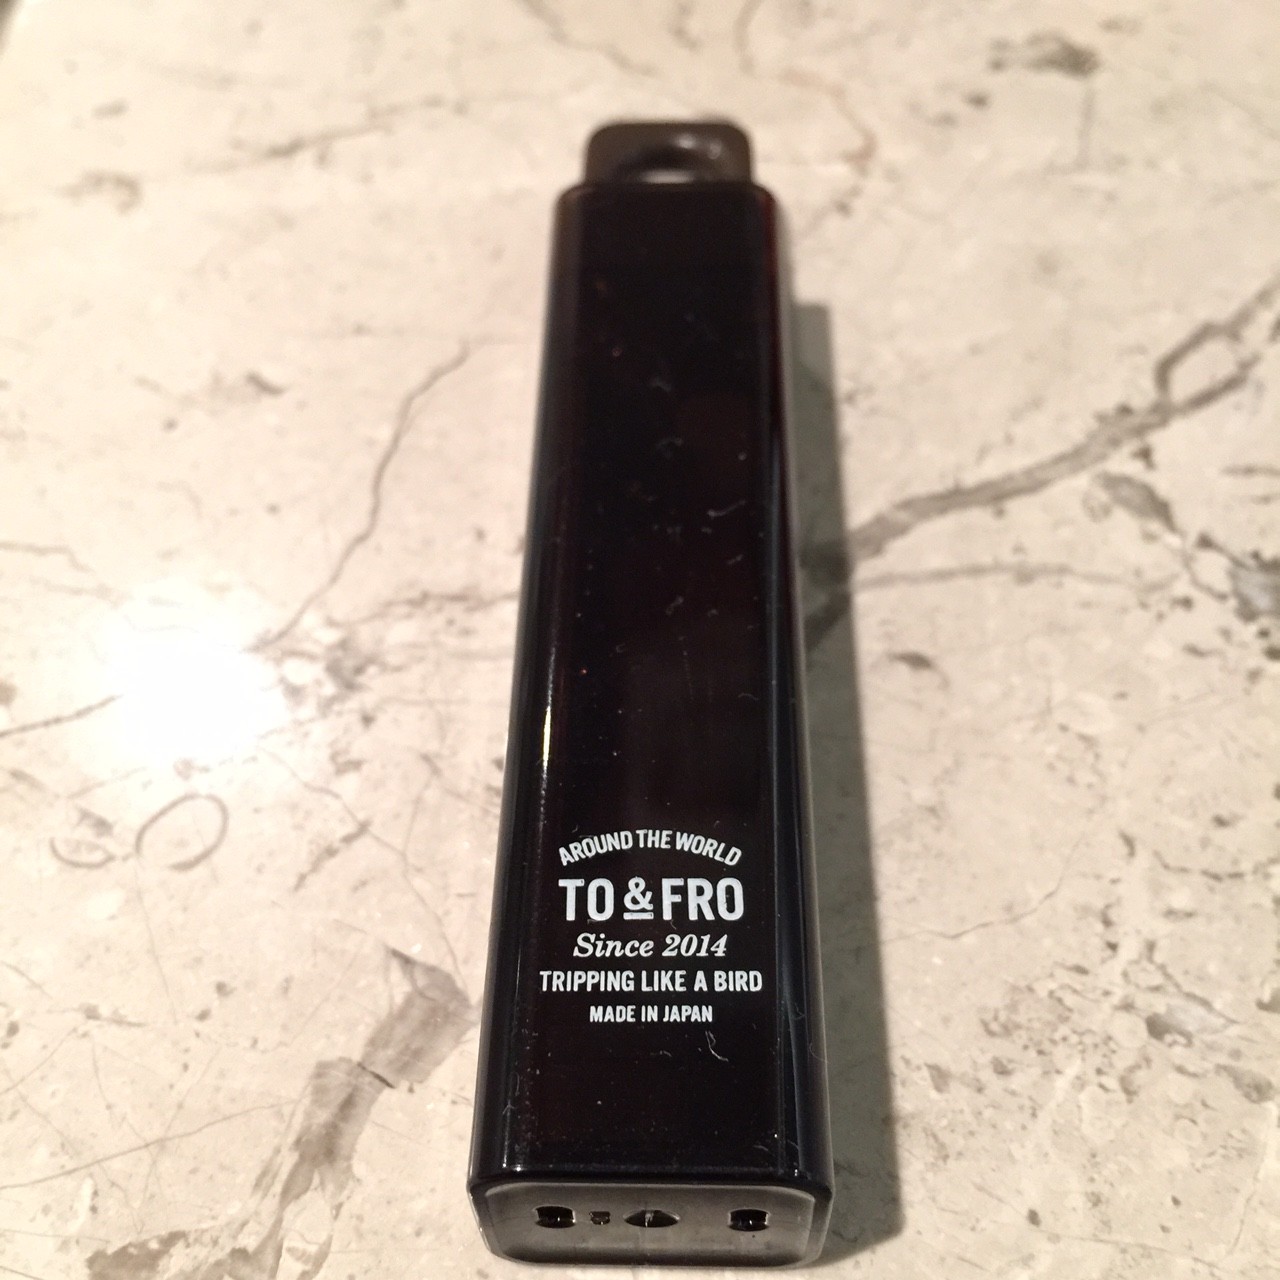 AROUND THE WORLD
TO & FRO
Since 2014
TRIPPING LIKE A BIRD
MADE IN JAPAN